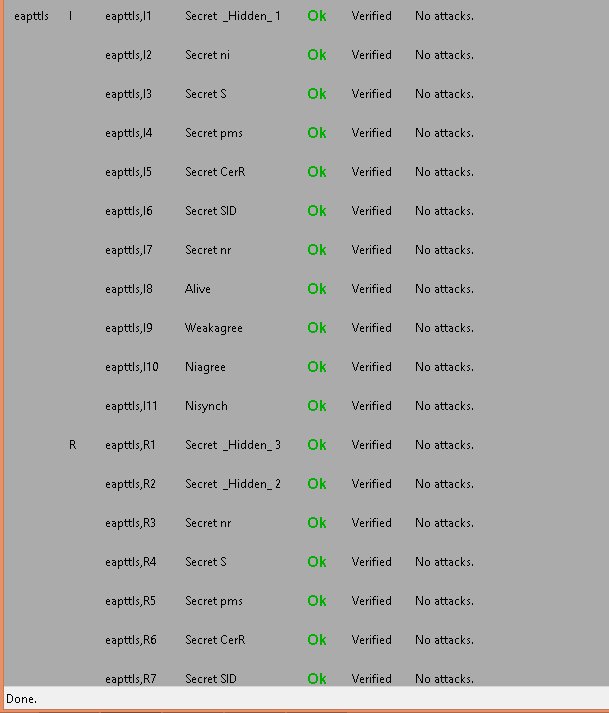 eapttls I eapttls,I1 Secret _Hidden_ 1 Ok Verified No attacks.
eapttls,I2 Secret ni Ok Verified No attacks.
eapttls,I3 Secret S Ok Verified No attacks.
eapttls,I4 Secret pms Ok Verified No attacks.
eapttls,I5 Secret CerR Ok Verified No attacks.
eapttls,I6 Secret SID Ok Verified No attacks.
eapttls,I7 Secret nr Ok Verified No attacks.
eapttls,I8 Alive Ok Verified No attacks.
eapttls,I9 Weakagree Ok Verified No attacks.
eapttls,I10 Niagree Ok Verified No attacks.
eapttls,I11 Nisynch Ok Verified No attacks.
R eapttls,R1 Secret _Hidden_ 3 Ok Verified No attacks.
eapttls,R2 Secret _Hidden_ 2 Ok Verified No attacks.
eapttls,R3 Secret nr Ok Verified No attacks.
eapttls,R4 Secret S Ok Verified No attacks.
eapttls,R5 Secret pms Ok Verified No attacks.
eapttls,R6 Secret CerR Ok Verified No attacks.
eapttls,R7 Secret SID Ok Verified No attacks.
Done.